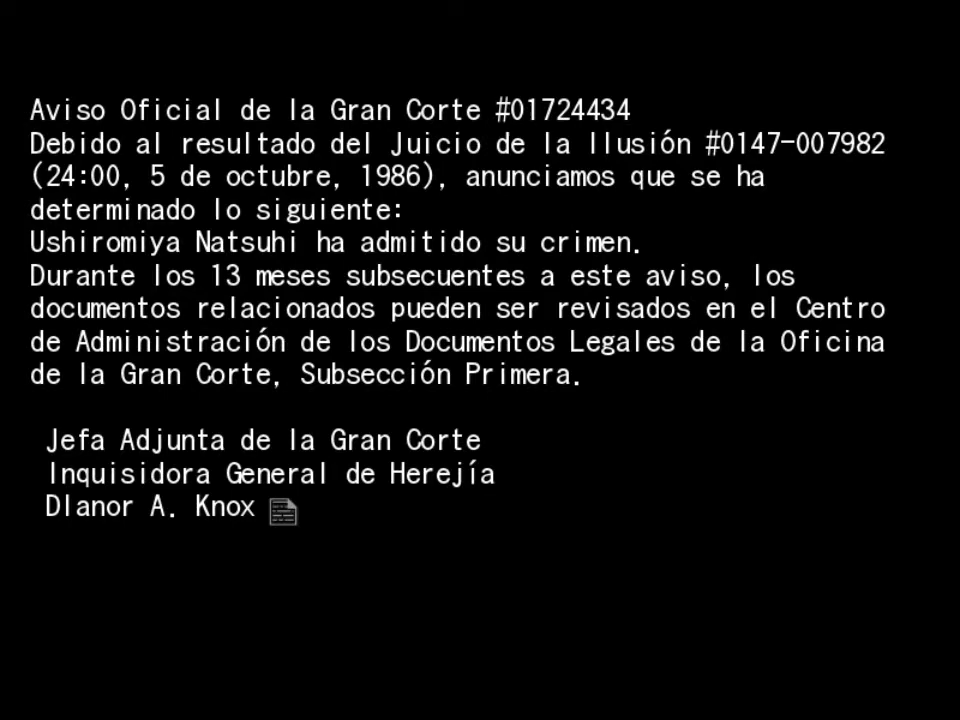 Aviso Oficial de la Gran Corte #01724434
Debido al resultado del Juicio de la Ilusión #0147-007982
(24:00, 5 de octubre, 1986), anunciamos que se ha
determinado lo siguiente:
Ushiromiya Natsuhi ha admitido su crimen.
Durante los 13 meses subsecuentes a este aviso, los
documentos relacionados pueden ser revisados en el Centro
de Administración de los Documentos Legales de la Oficina
de la Gran Corte, Subsección Primera.
Jefa Adjunta de la Gran Corte
Inquisidora General de Herejía
Dlanor A. Knox